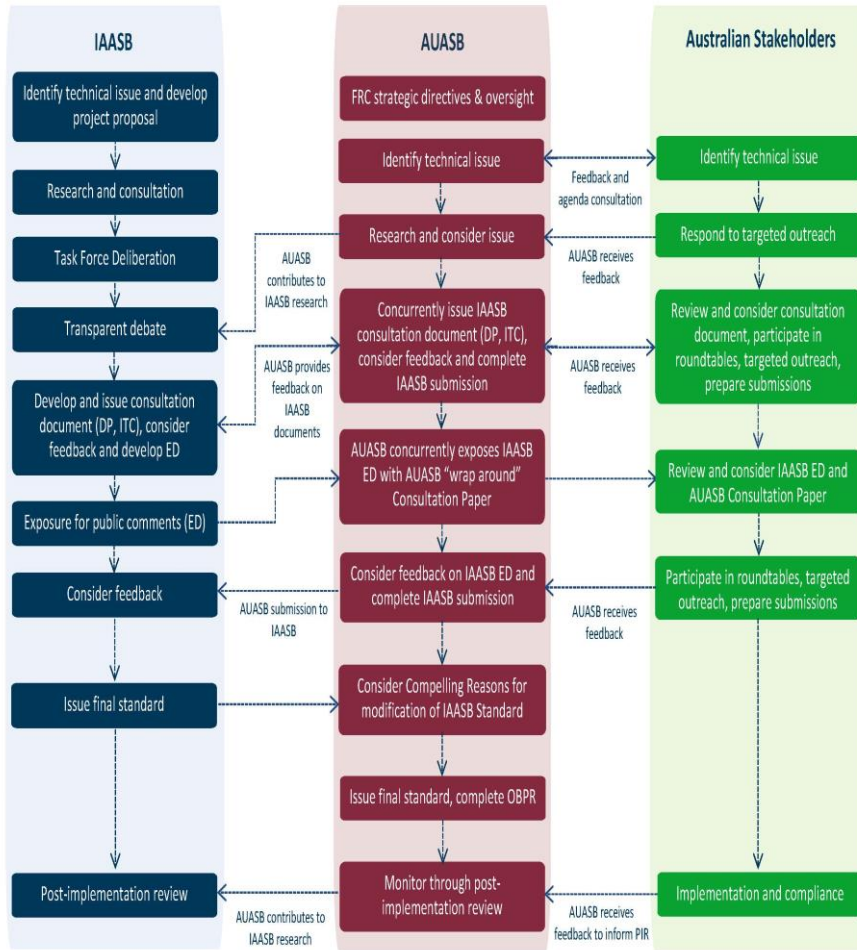 IAASB
Identify technical issue and develop
project proposal
Research and consultation
Task Force Deliberation
Transparent debate
Develop and issue consultation
document (DP, ITC), consider
feedback and develop ED
Exposure for public comments (ED)
Consider feedback
Issue final standard
Post-implementation review
AUASB
contributes to
IAASB research
AUASB provides
feedback on
IAASB
documents
AUASB submission to
IAASB
AUASB contributes to
IAASB research
AUASB
FRC strategic directives & oversight
Identify technical issue
Research and consider issue
Concurrently issue IAASB
consultation document (DP, ITC),
consider feedback and complete
IAASB submission
AUASB concurrently exposes IAASB
ED with AUASB “wrap around”
Consultation Paper
Consider feedback on IAASB ED and
complete IAASB submission
Consider Compelling Reasons for
modification of IAASB Standard
Issue final standard, complete OBPR
Monitor through post-
implementation review
Feedback and
agenda consultation
AUASB receives
feedback
AUASB receives
feedback
AUASB receives
feedback
AUASB receives
feedback to inform PIR
Australian Stakeholders
Identify technical issue
Respond to targeted outreach
Review and consider consultation
document, participate in
roundtables, targeted outreach,
prepare submissions
Review and consider IAASB ED and
AUASB Consultation Paper
Participate in roundtables, targeted
outreach, prepare submissions
Implementation and compliance